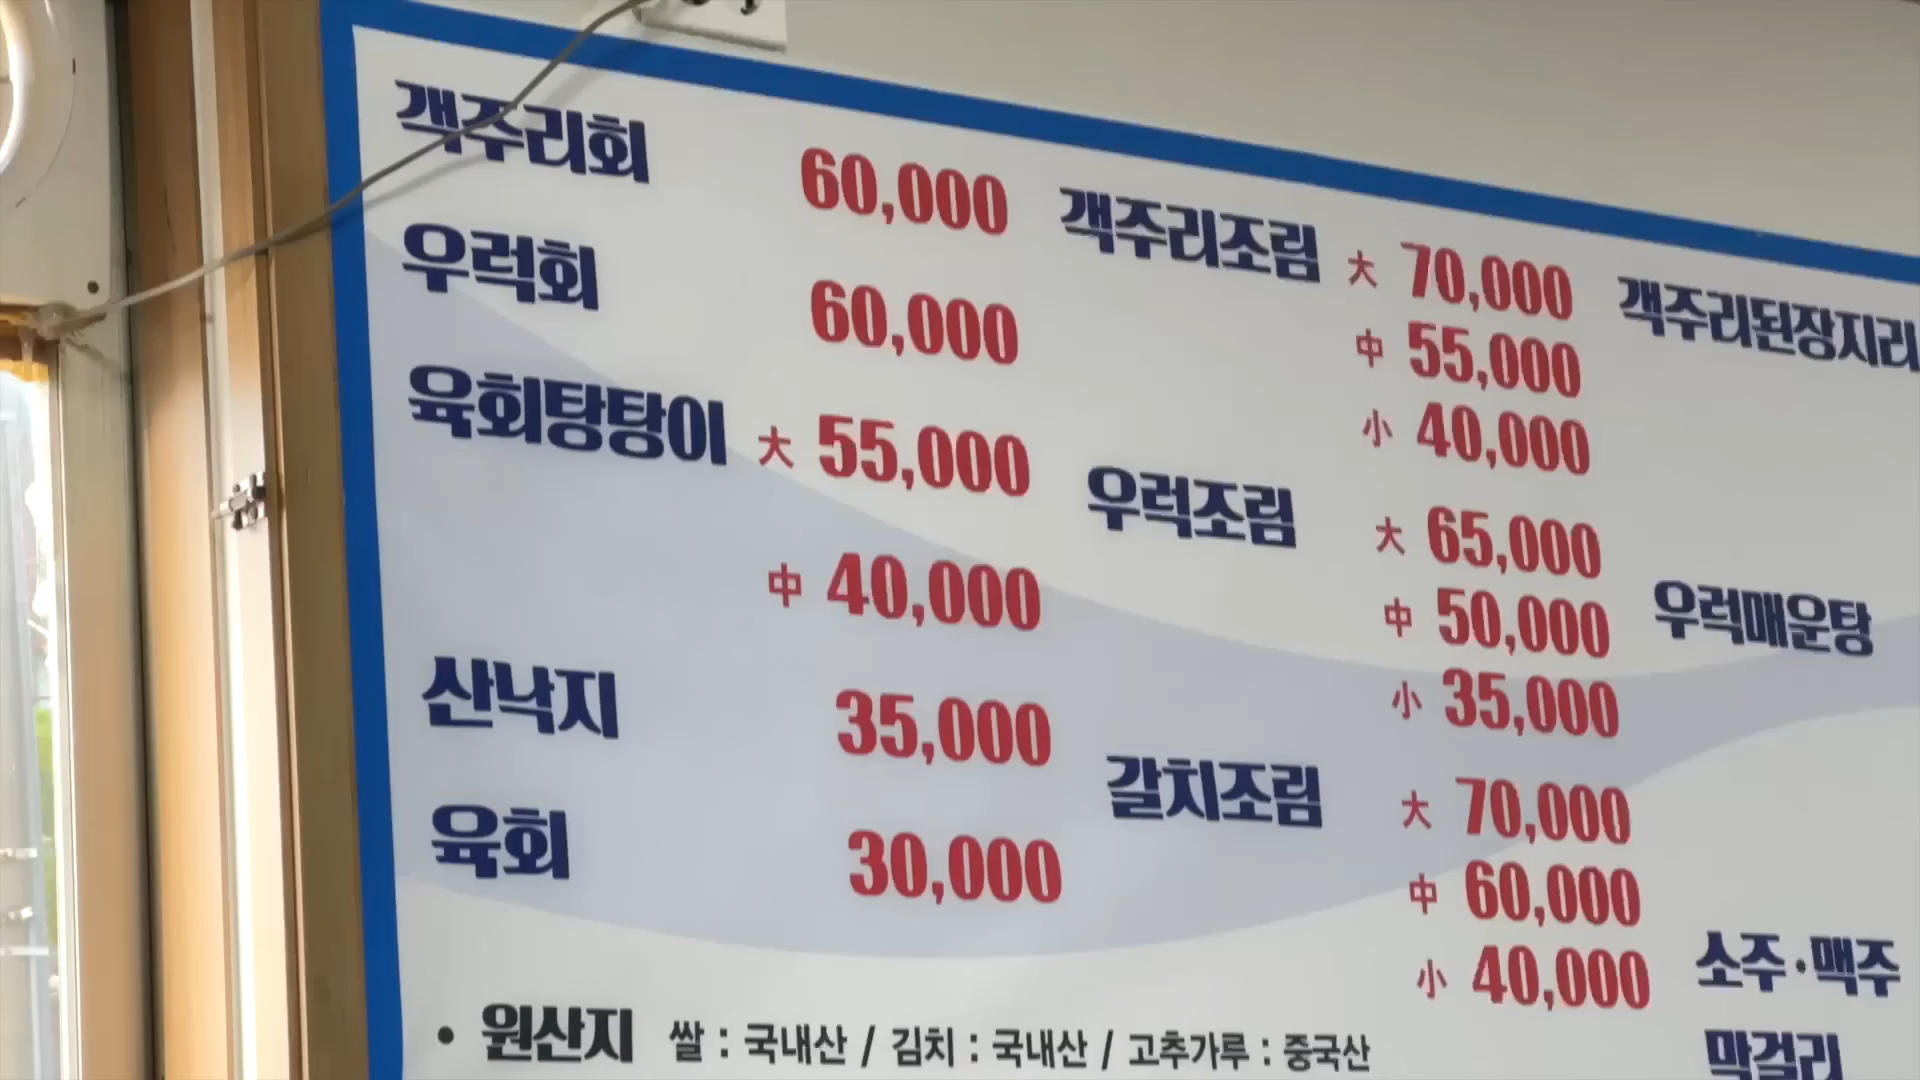 객주리회 60,000
우럭회 60,000
육회탕탕이 大 55,000
中 40,000
산낙지 35,000
육회 30,000
객주리조림 大 70,000
中 55,000
小 40,000
우럭조림 大 65,000
中 50,000
小 35,000
갈치조림 大 70,000
中 60,000
小 40,000
객주리된장지리
우럭매운탕
소주·맥주
막걸리
• 원산지 쌀 : 국내산 / 김치 : 국내산 / 고추가루 : 중국산